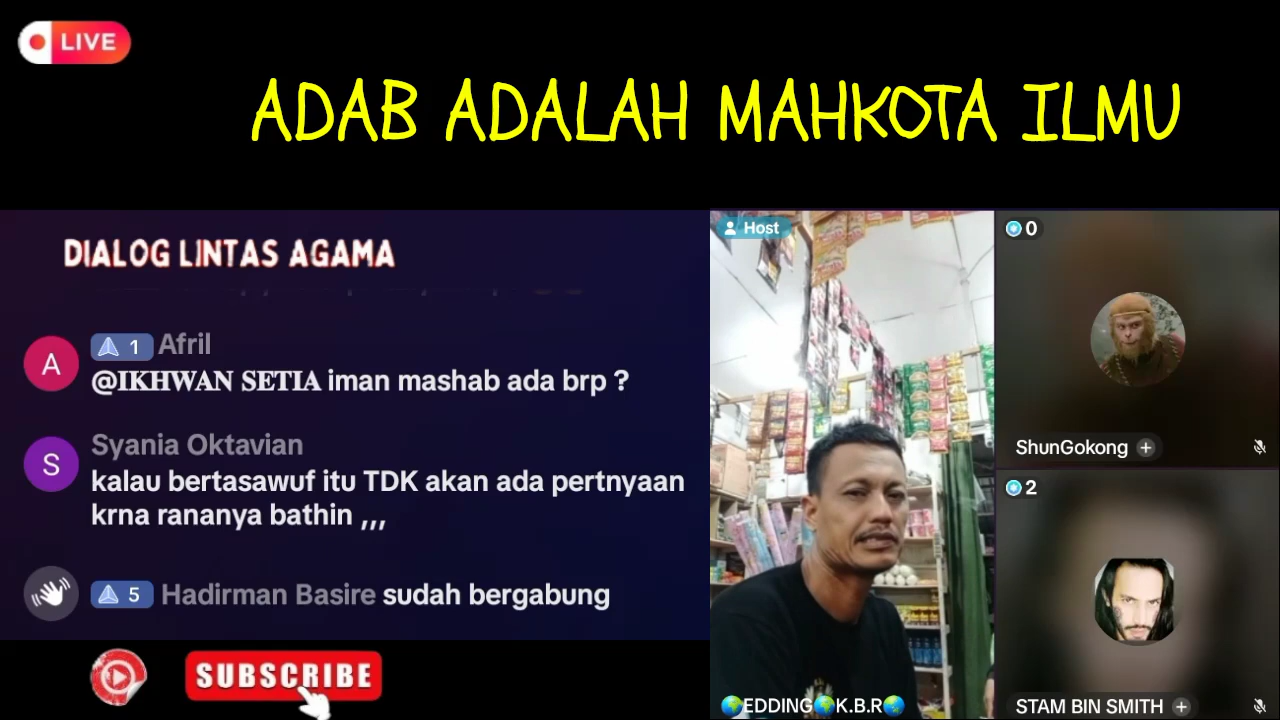 LIVE
ADAB ADALAH MAHKOTA ILMU
DIALOG LINTAS AGAMA
A
1 Afril
@IKHWAN SETIA iman mashab ada brp ?
S
Syania Oktavian
kalau bertasawuf itu TDK akan ada pertnyaan
krna rananya bathin ,,,
5 Hadirman Basire sudah bergabung
SUBSCRIBE
Host
EDDING K.B.R
0
ShunGokong +
2
STAM BIN SMITH +